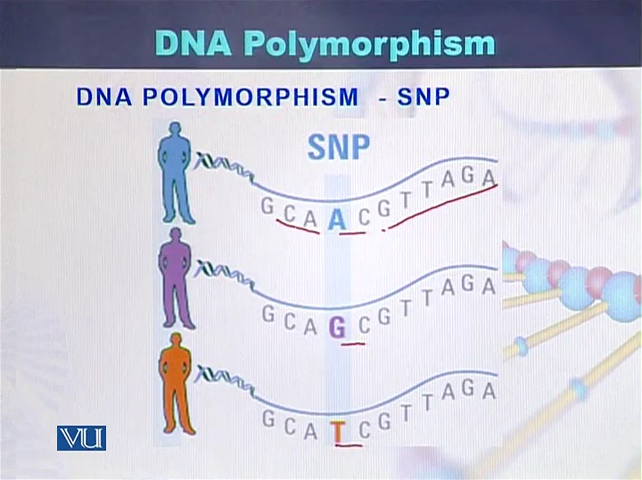 DNA Polymorphism
DNA POLYMORPHISM - SNP
SNP
GCAACGTTAGA
GCAGCGTTAGA
GCATCGTTAGA
VU